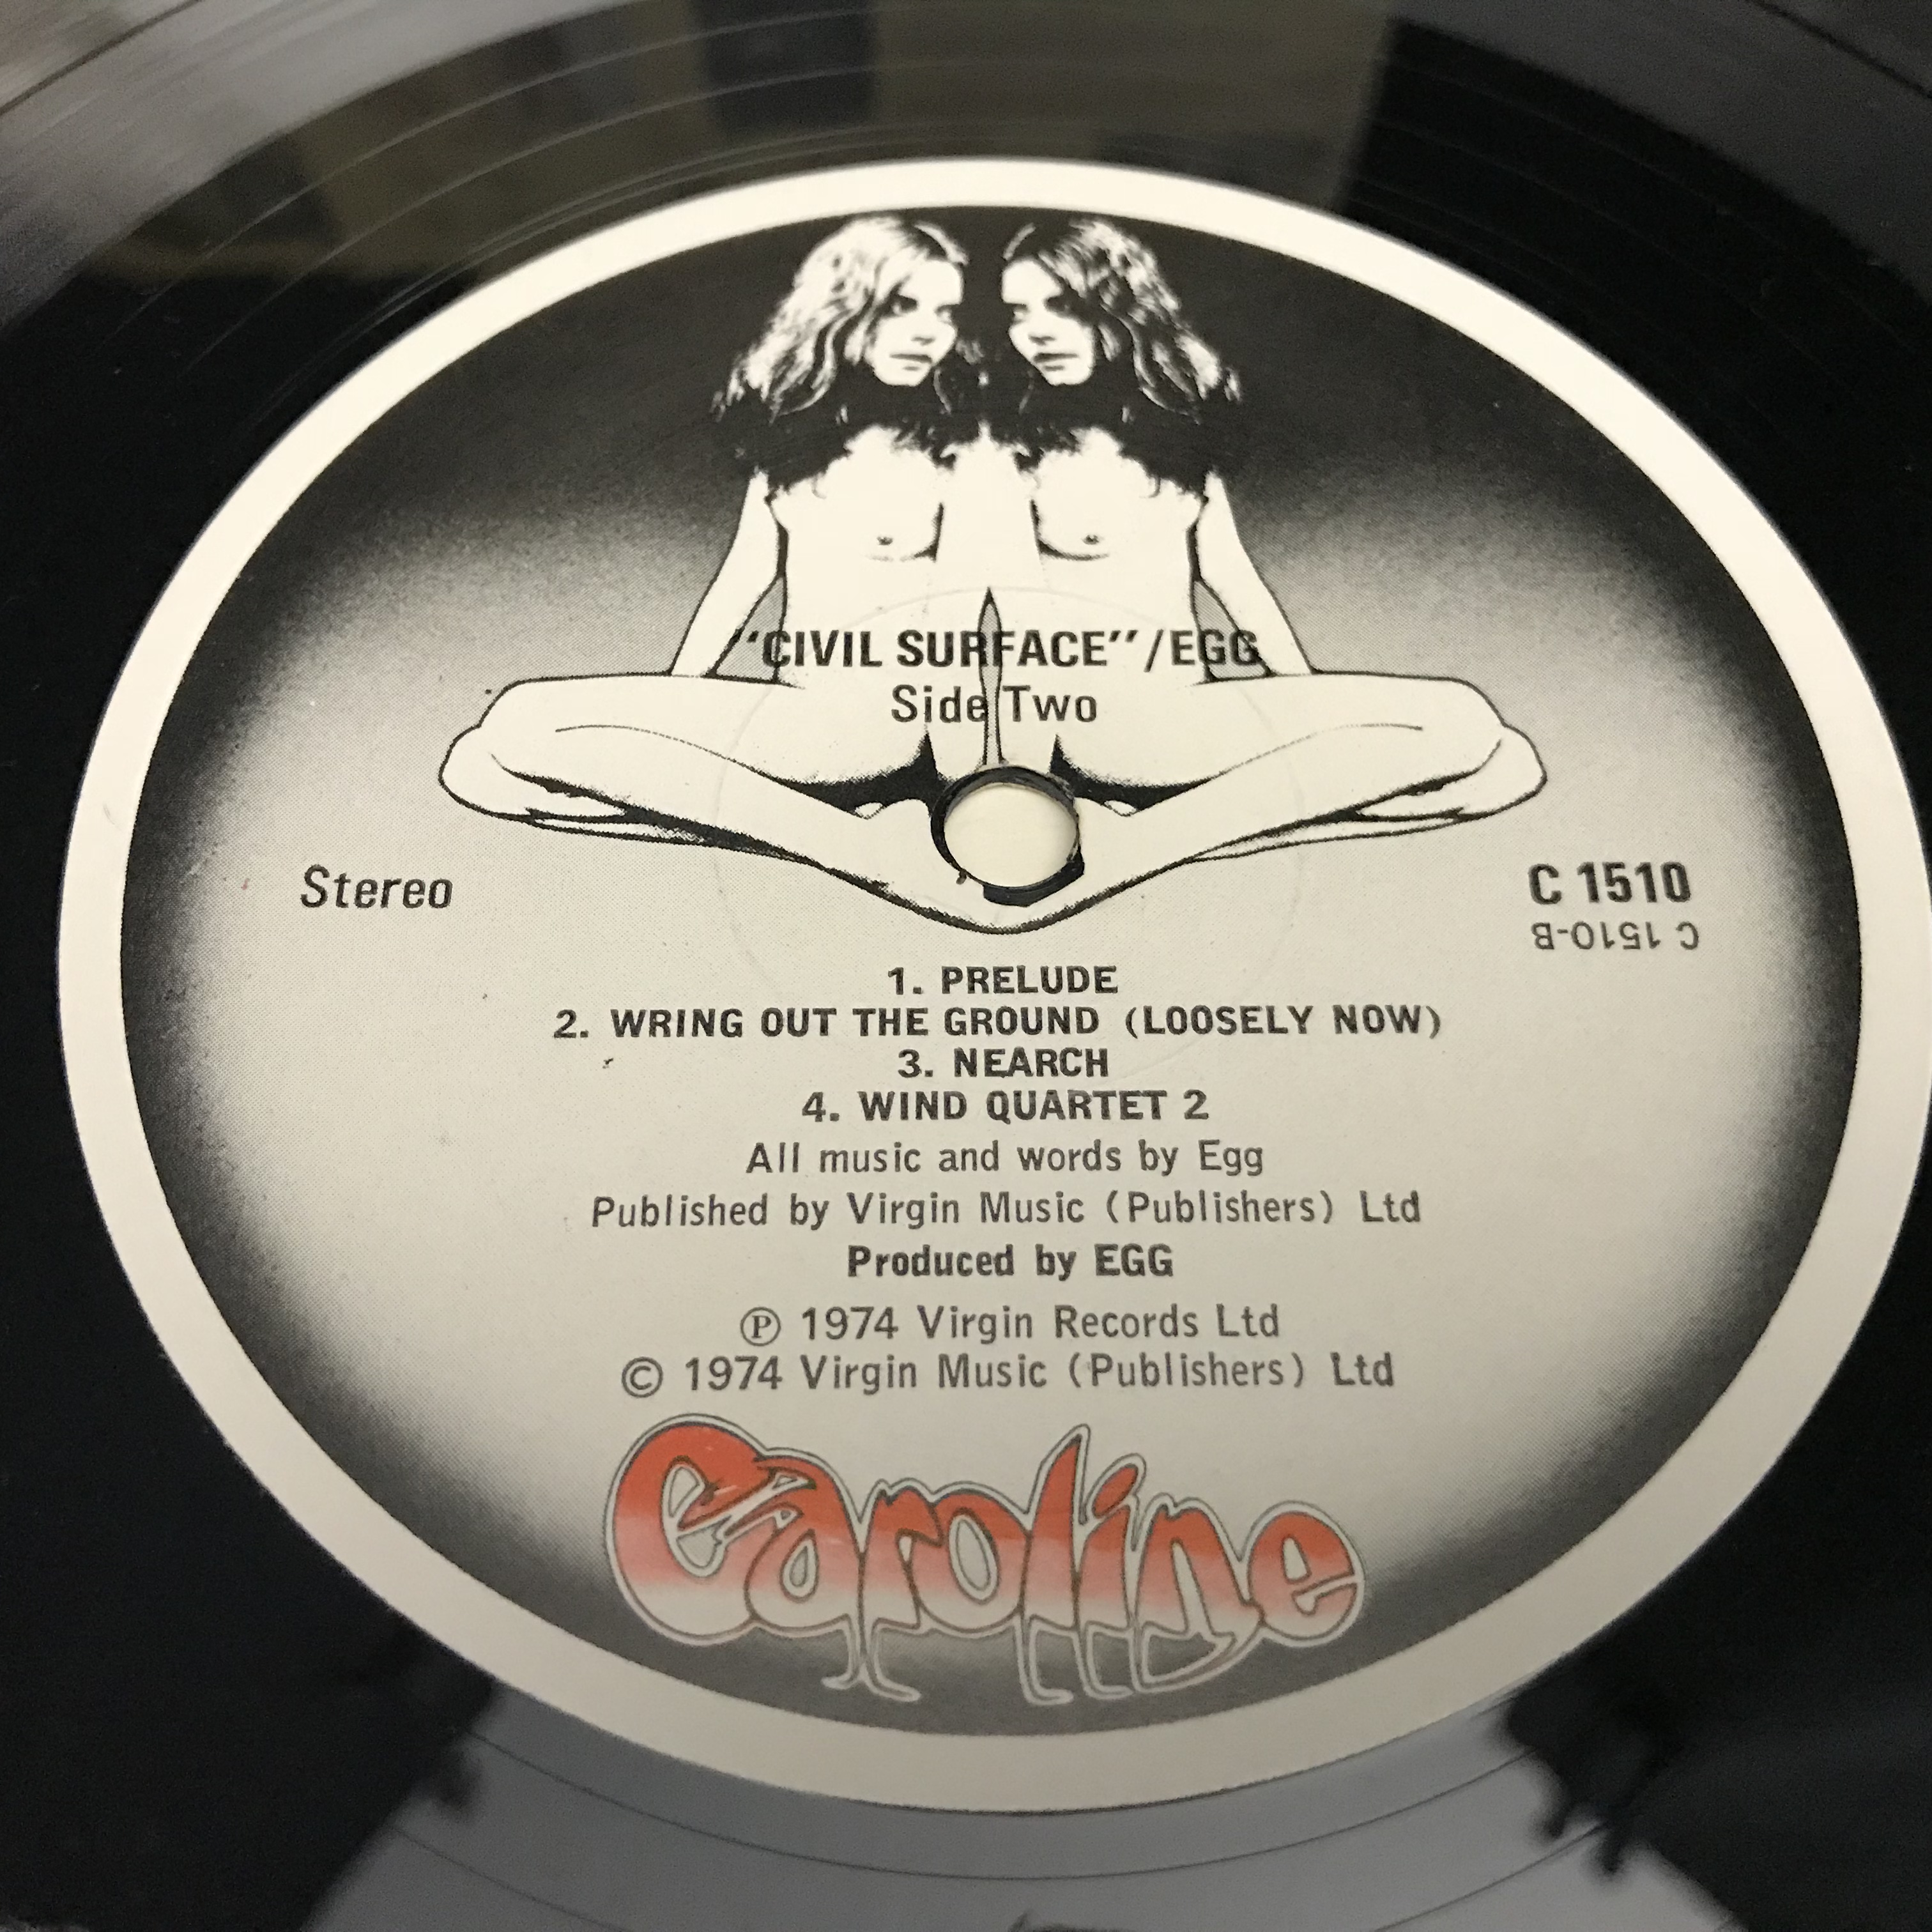 "CIVIL SURFACE"/EGG
Side Two
Stereo
C 1510
C 1510-B
1. PRELUDE
2. WRING OUT THE GROUND (LOOSELY NOW)
3. NEARCH
4. WIND QUARTET 2
All music and words by Egg
Published by Virgin Music (Publishers) Ltd
Produced by EGG
℗ 1974 Virgin Records Ltd
© 1974 Virgin Music (Publishers) Ltd
Caroline